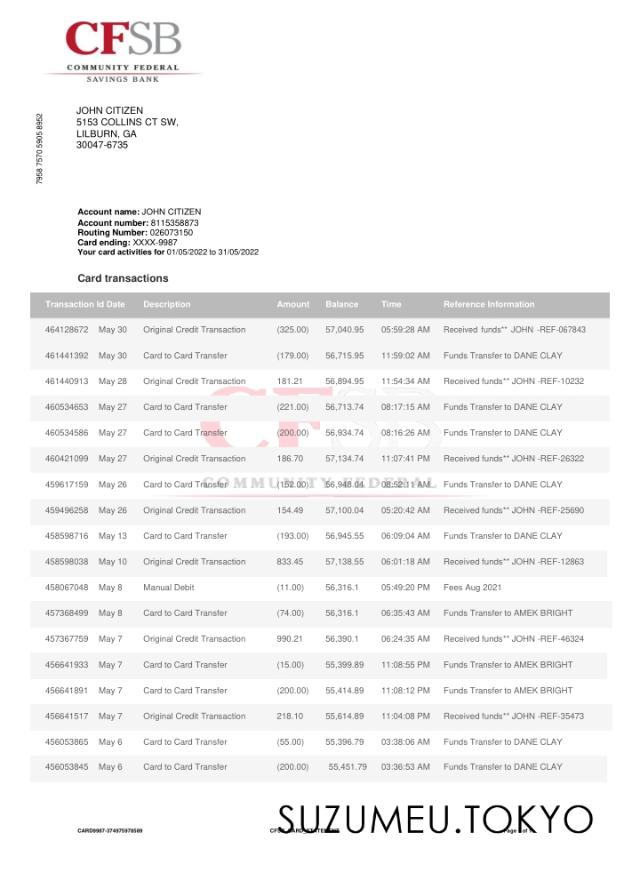 CFSB
COMMUNITY FEDERAL
SAVINGS BANK
7958 7570 5905 8952
JOHN CITIZEN
5153 COLLINS CT SW,
LILBURN, GA
30047-6735
Account name: JOHN CITIZEN
Account number: 8115358873
Routing Number: 026073150
Card ending: XXXX-9987
Your card activities for 01/05/2022 to 31/05/2022
Card transactions
Transaction Id Date Description Amount Balance Time Reference Information
464128672 May 30 Original Credit Transaction (325.00) 57,040.95 05:59:28 AM Received funds** JOHN -REF-067843
461441392 May 30 Card to Card Transfer (179.00) 56,715.95 11:59:02 AM Funds Transfer to DANE CLAY
461440913 May 28 Original Credit Transaction 181.21 56,894.95 11:54:34 AM Received funds** JOHN -REF-10232
460534653 May 27 Card to Card Transfer (221.00) 56,713.74 08:17:15 AM Funds Transfer to DANE CLAY
460534586 May 27 Card to Card Transfer (200.00) 56,934.74 08:16:26 AM Funds Transfer to DANE CLAY
460421099 May 27 Original Credit Transaction 186.70 57,134.74 11:07:41 PM Received funds** JOHN -REF-26322
459617159 May 26 Card to Card Transfer (152.00) 56,948.04 08:52:11 AM Funds Transfer to DANE CLAY
459496258 May 26 Original Credit Transaction 154.49 57,100.04 05:20:42 AM Received funds** JOHN -REF-25690
458598716 May 13 Card to Card Transfer (193.00) 56,945.55 06:09:04 AM Funds Transfer to DANE CLAY
458598038 May 10 Original Credit Transaction 833.45 57,138.55 06:01:18 AM Received funds** JOHN -REF-12863
458067048 May 8 Manual Debit (11.00) 56,316.1 05:49:20 PM Fees Aug 2021
457368499 May 8 Card to Card Transfer (74.00) 56,316.1 06:35:43 AM Funds Transfer to AMEK BRIGHT
457367759 May 7 Original Credit Transaction 990.21 56,390.1 06:24:35 AM Received funds** JOHN -REF-46324
456641933 May 7 Card to Card Transfer (15.00) 55,399.89 11:08:55 PM Funds Transfer to AMEK BRIGHT
456641891 May 7 Card to Card Transfer (200.00) 55,414.89 11:08:12 PM Funds Transfer to AMEK BRIGHT
456641517 May 7 Original Credit Transaction 218.10 55,614.89 11:04:08 PM Received funds** JOHN -REF-35473
456053865 May 6 Card to Card Transfer (55.00) 55,396.79 03:38:06 AM Funds Transfer to DANE CLAY
456053845 May 6 Card to Card Transfer (200.00) 55,451.79 03:36:53 AM Funds Transfer to DANE CLAY
CFSB
COMMUNITY FEDERAL
SUZUMEU.TOKYO
CARD9987-374975978589